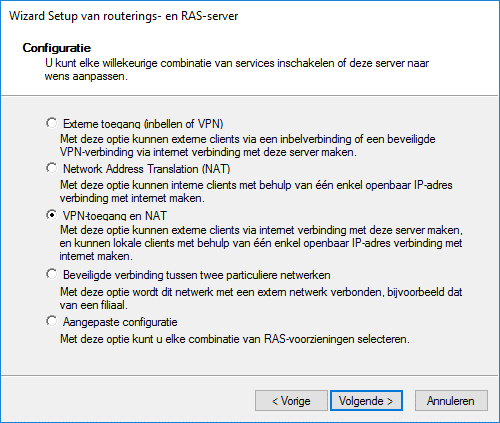 Wizard Setup van routerings- en RAS-server
Configuratie
U kunt elke willekeurige combinatie van services inschakelen of deze server naar
wens aanpassen.
Externe toegang (inbellen of VPN)
Met deze optie kunnen externe clients via een inbelverbinding of een beveiligde
VPN-verbinding via internet verbinding met deze server maken.
Network Address Translation (NAT)
Met deze optie kunnen interne clients met behulp van één enkel openbaar IP-adres
verbinding met internet maken.
VPN-toegang en NAT
Met deze optie kunnen externe clients via internet verbinding met deze server maken,
en kunnen lokale clients met behulp van één enkel openbaar IP-adres verbinding met
internet maken.
Beveiligde verbinding tussen twee particuliere netwerken
Met deze optie wordt dit netwerk met een extern netwerk verbonden, bijvoorbeeld dat
van een filiaal.
Aangepaste configuratie
Met deze optie kunt u elke combinatie van RAS-voorzieningen selecteren.
< Vorige Volgende > Annuleren